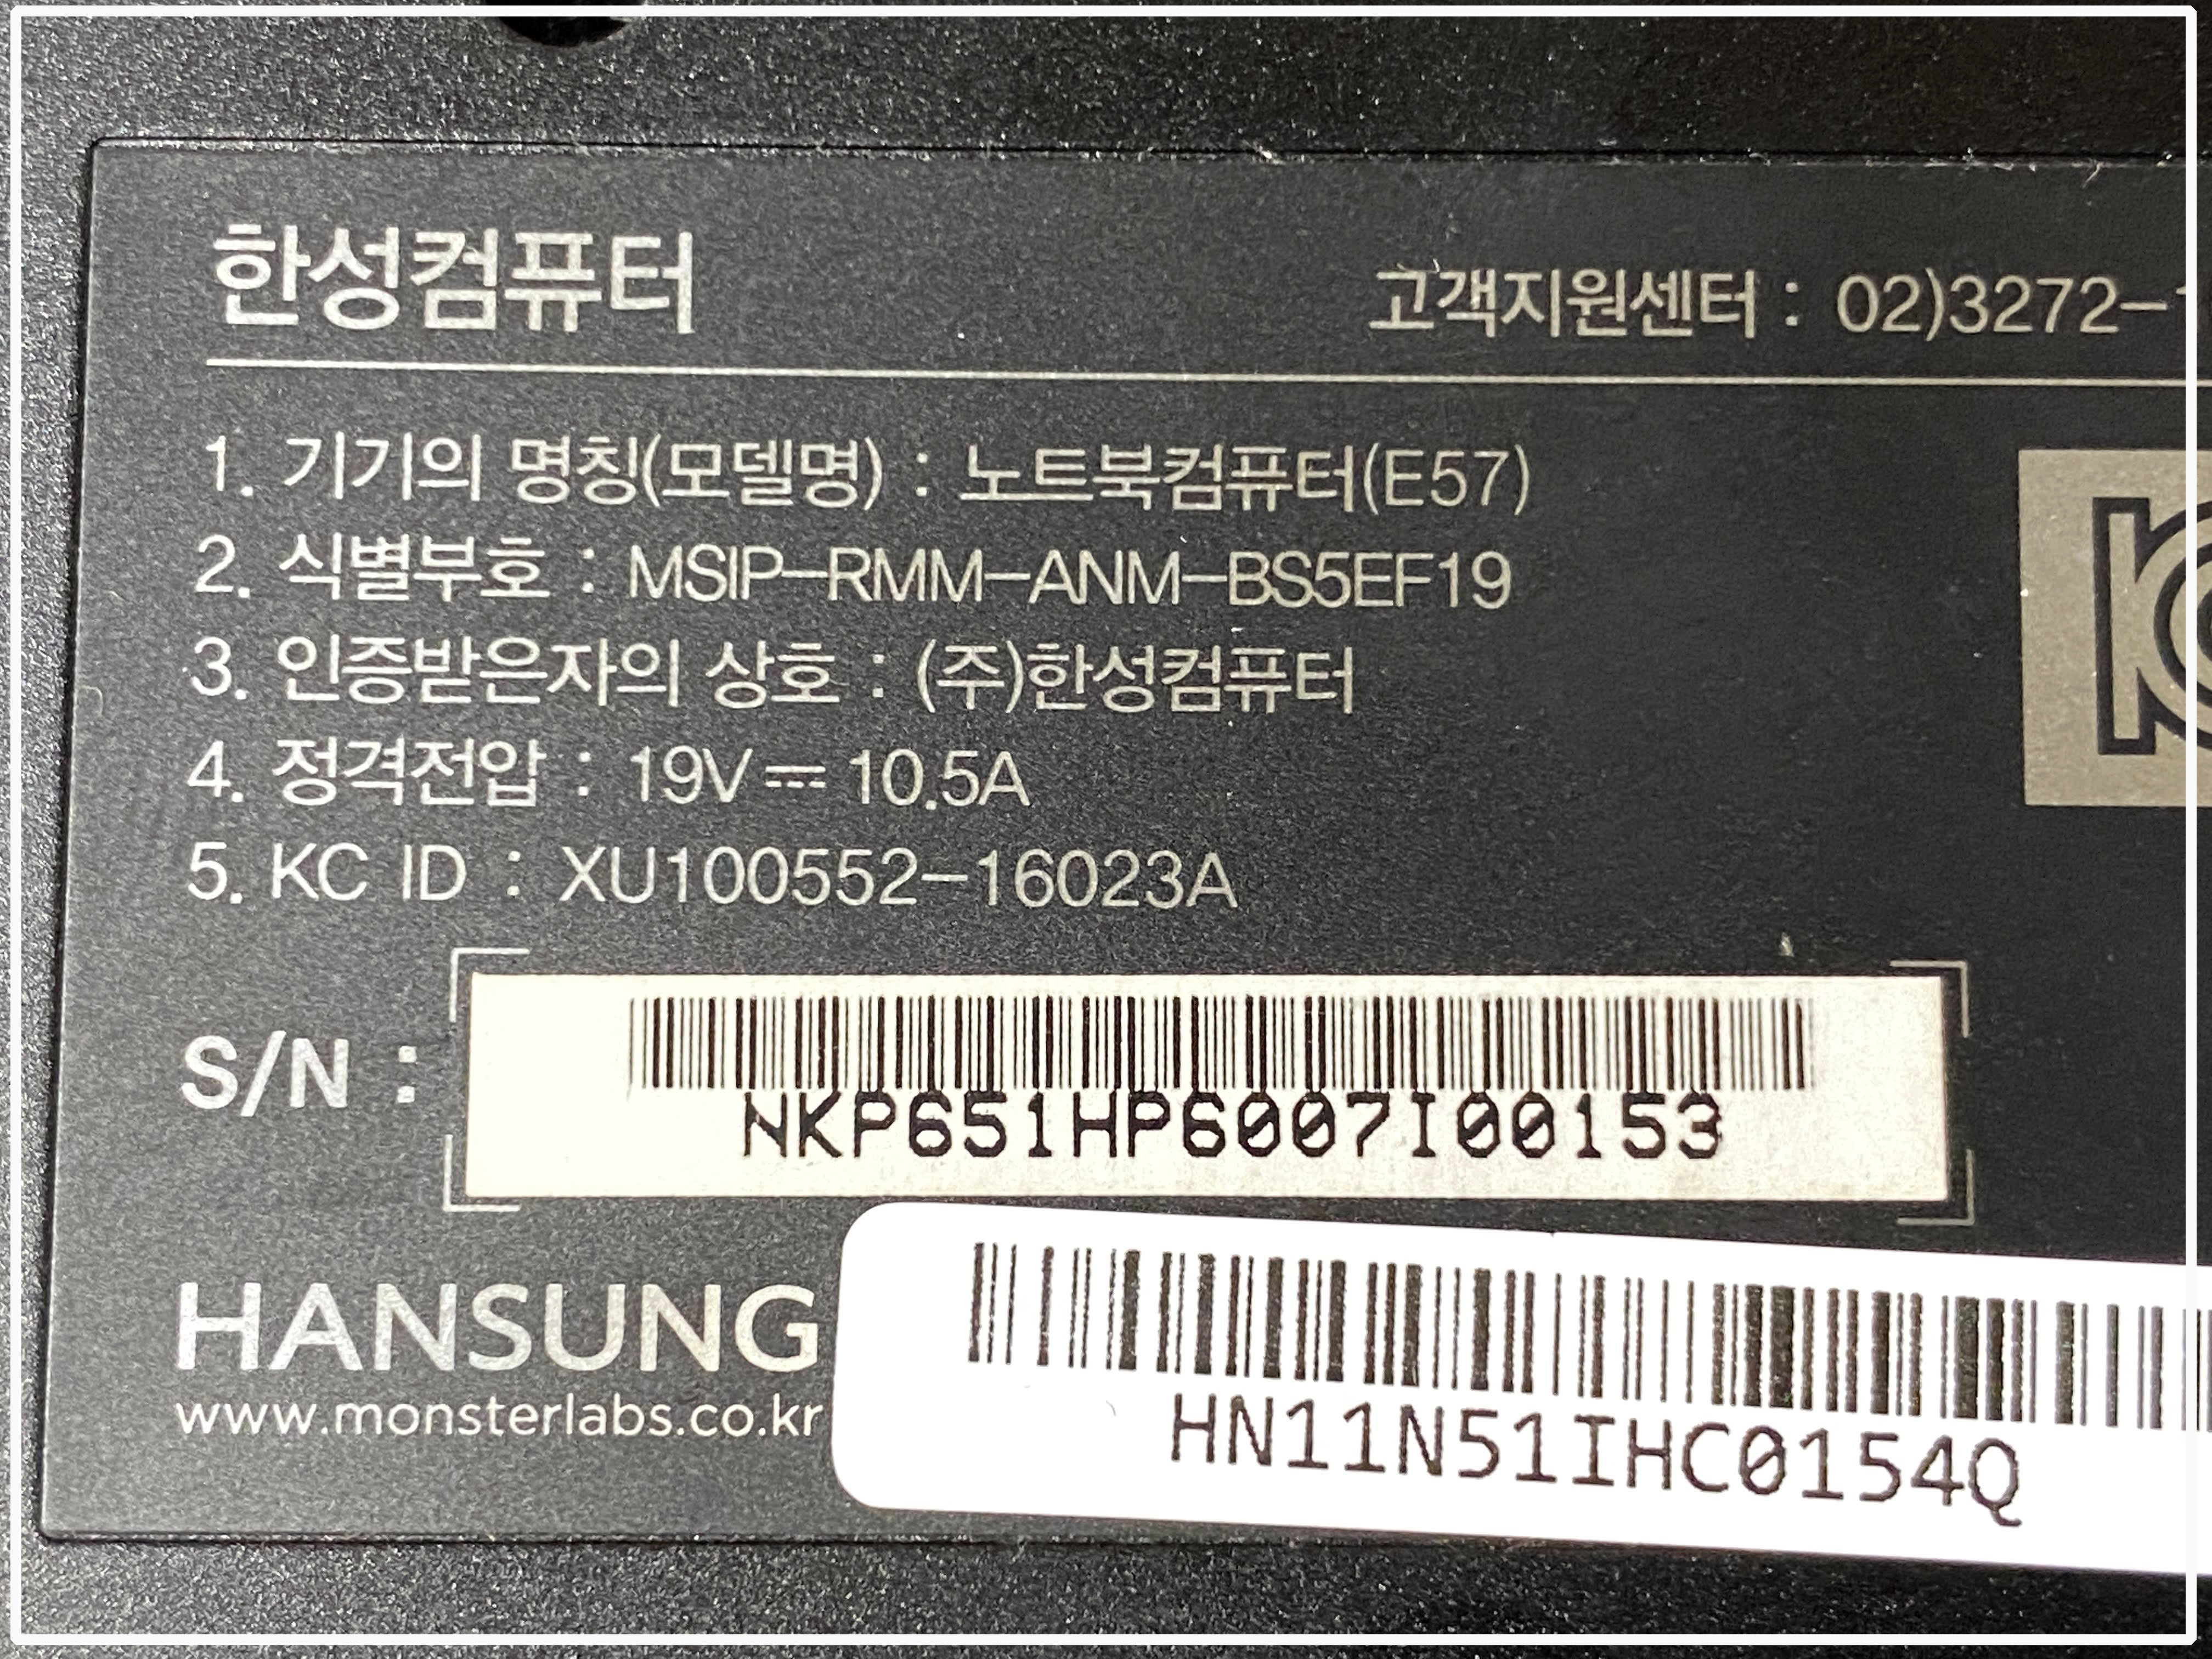 한성컴퓨터
고객지원센터 : 02)3272-
1. 기기의 명칭(모델명) : 노트북컴퓨터(E57)
2. 식별부호 : MSIP-RMM-ANM-BS5EF19
3. 인증받은자의 상호 : (주)한성컴퓨터
4. 정격전압 : 19V⎓10.5A
5. KC ID : XU100552-16023A
S/N :
NKP651HP6007I00153
HANSUNG
www.monsterlabs.co.kr
HN11N51IHC0154Q